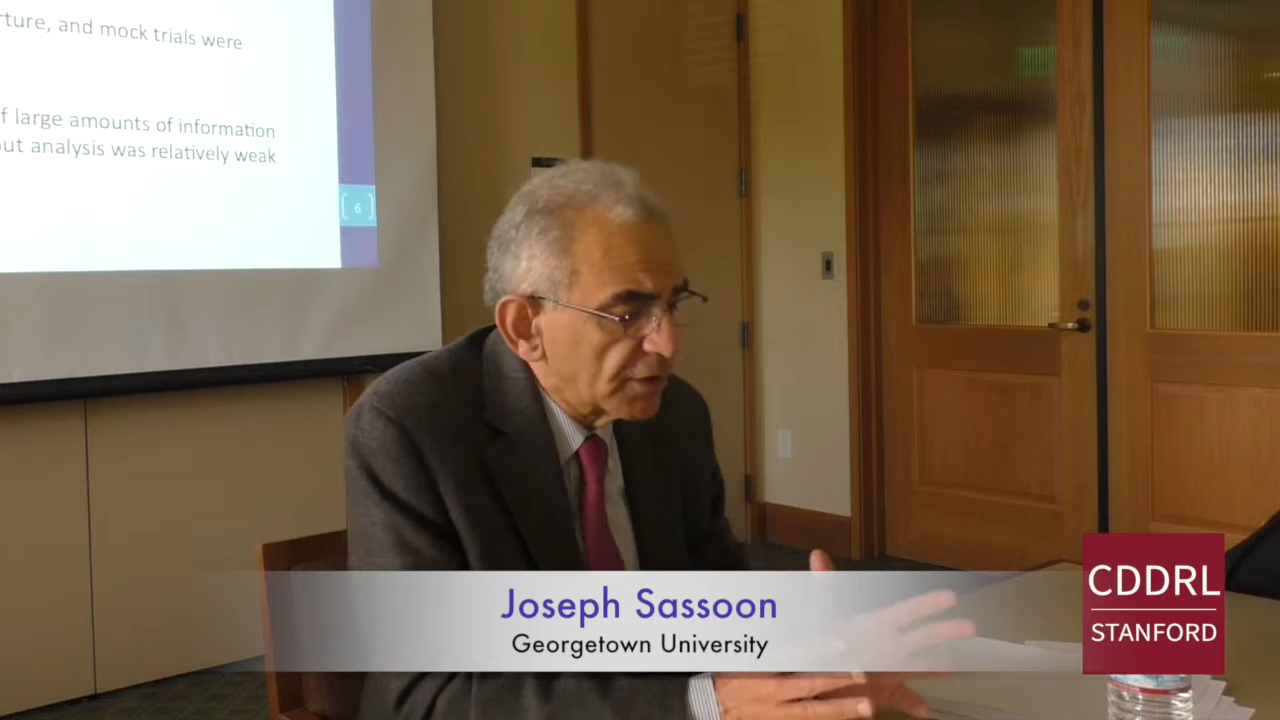 rture, and mock trials were
f large amounts of information
out analysis was relatively weak
6
Joseph Sassoon
Georgetown University
CDDRL
STANFORD